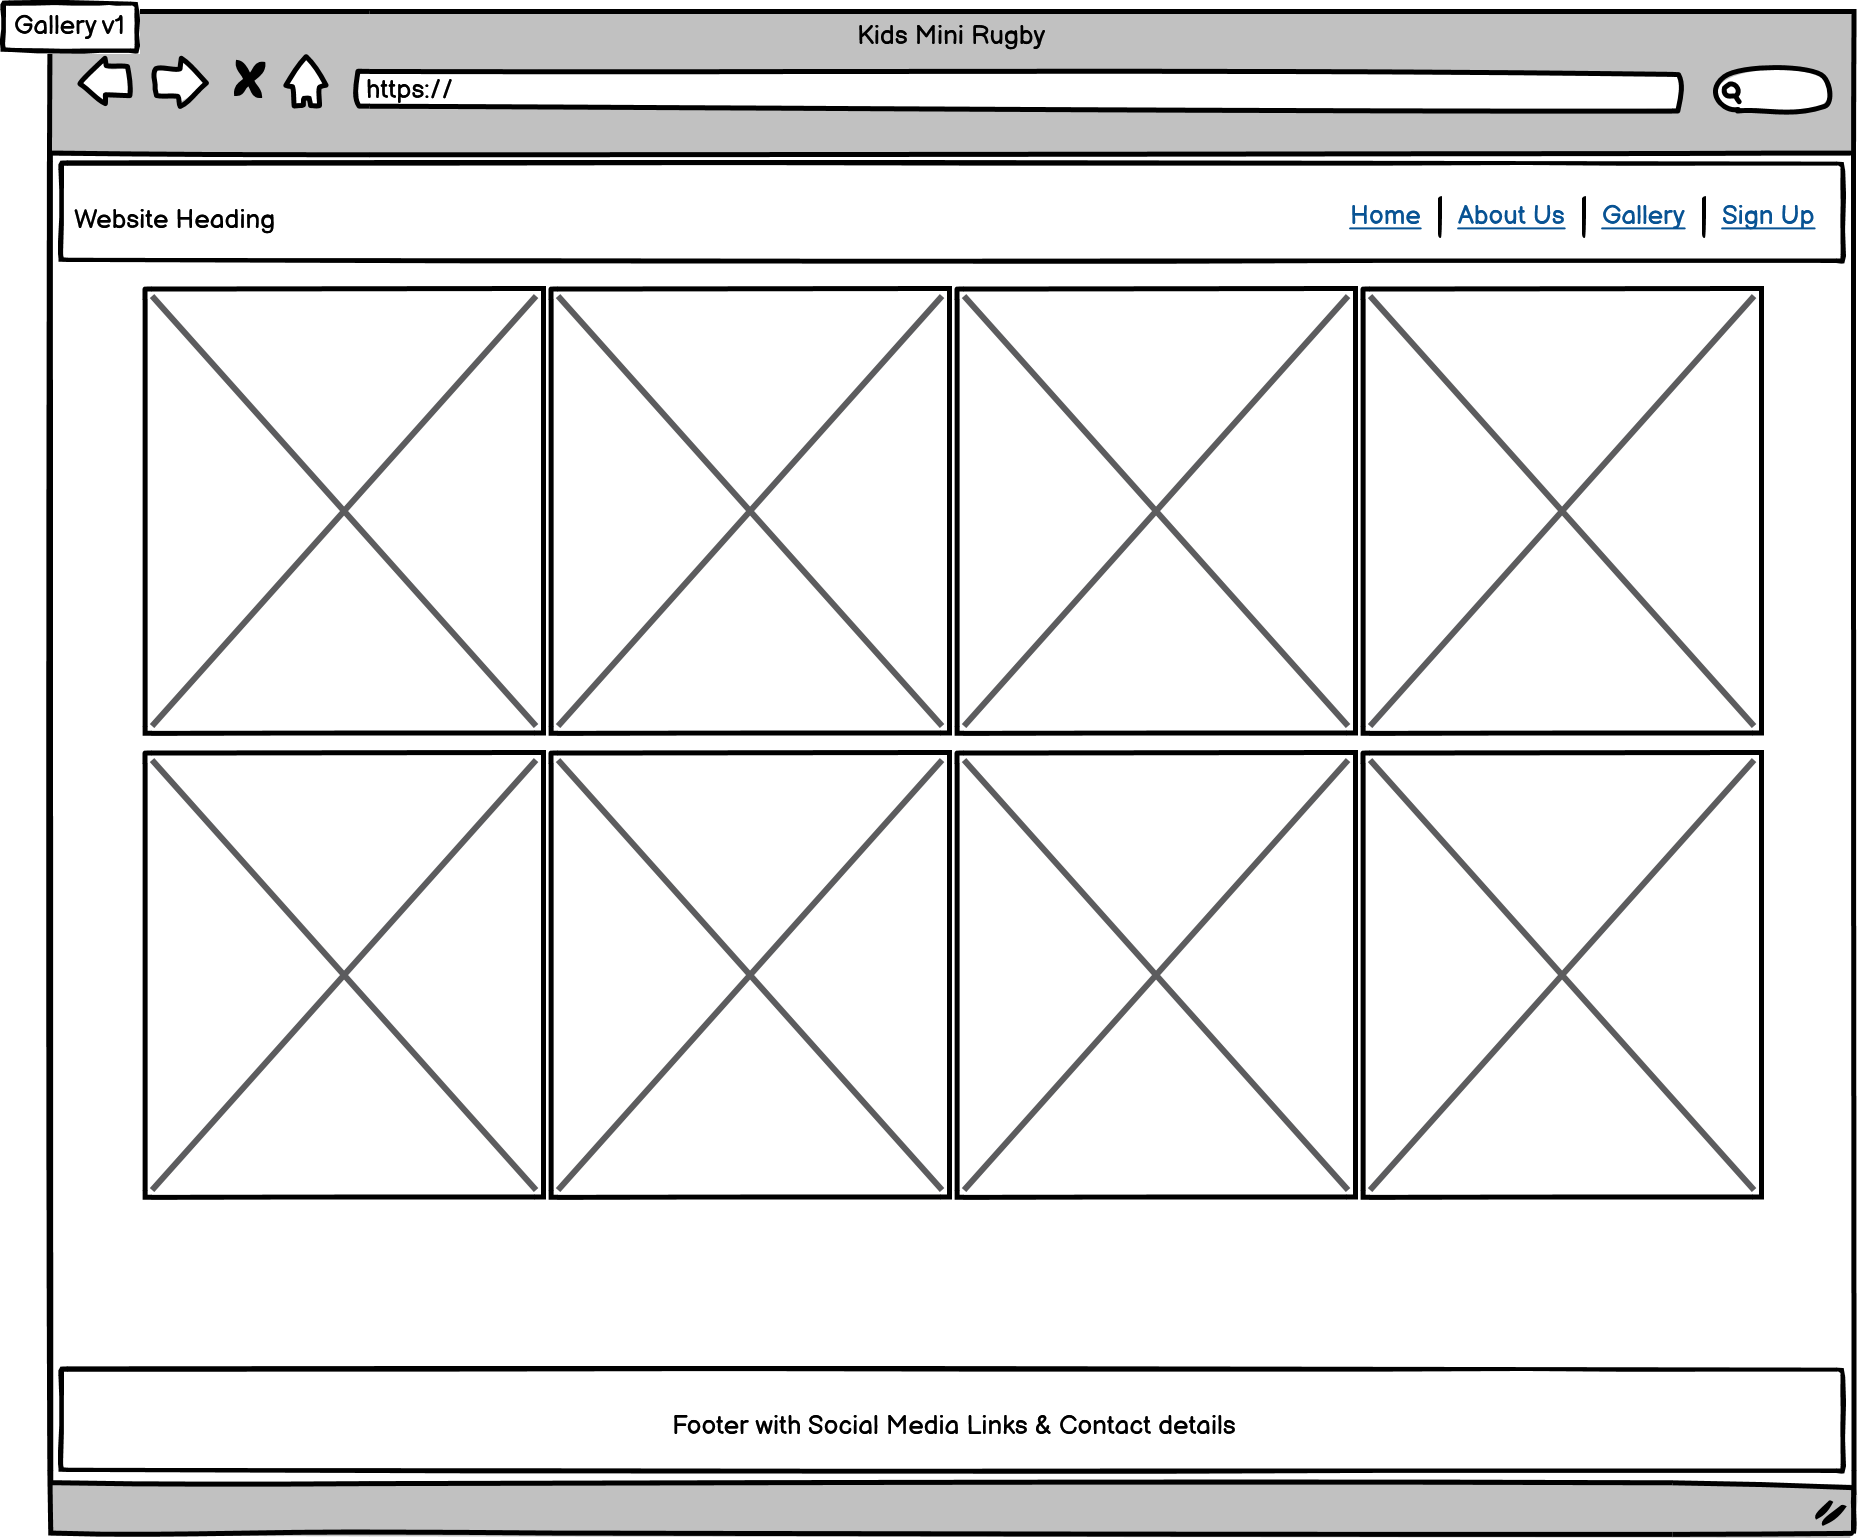 Gallery v1
Kids Mini Rugby
https://
Website Heading
Home | About Us | Gallery | Sign Up
Footer with Social Media Links & Contact details